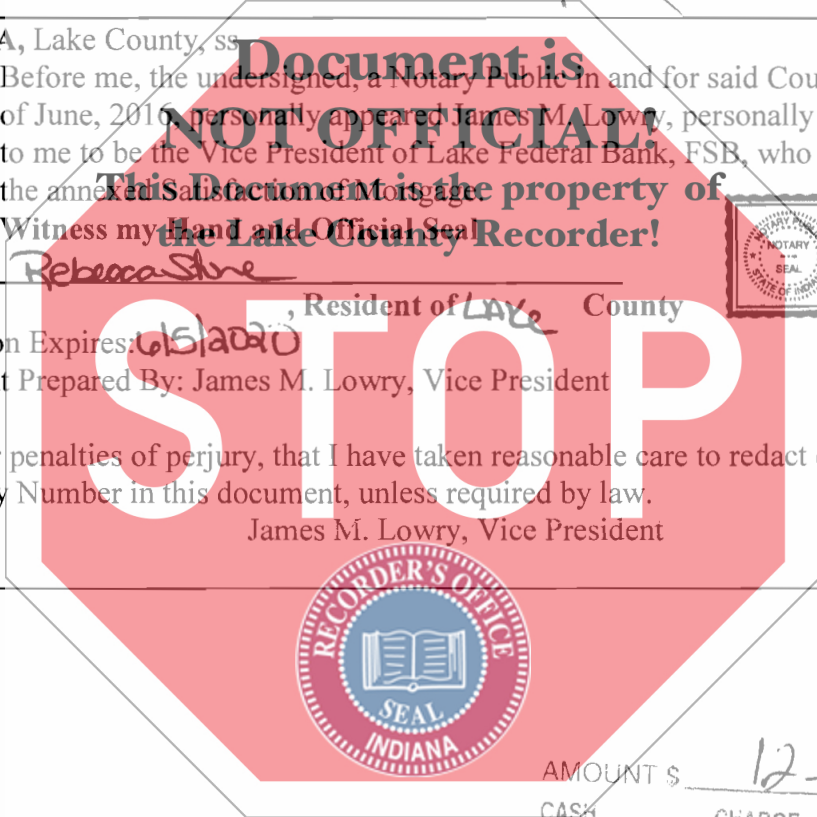 A, Lake County, ss
Document is
Before me, the undersigned, a Notary Public in and for said Cou
NOT OFFICIAL!
of June, 2016, personally appeared James M. Lowry, personally
to me to be the Vice President of Lake Federal Bank, FSB, who
This Document is the property of
the annexed Satisfaction of Mortgage.
the Lake County Recorder!
Witness my Hand and Official Seal
NOTARY PUBLIC
NOTARY
SEAL
STATE OF INDIANA
, Resident of LAKE County
on Expires: 6/5/2020
t Prepared By: James M. Lowry, Vice President
STOP
penalties of perjury, that I have taken reasonable care to redact
y Number in this document, unless required by law.
James M. Lowry, Vice President
RECORDER'S OFFICE
SEAL
INDIANA
AMOUNT $ 12-
CASH CHARGE